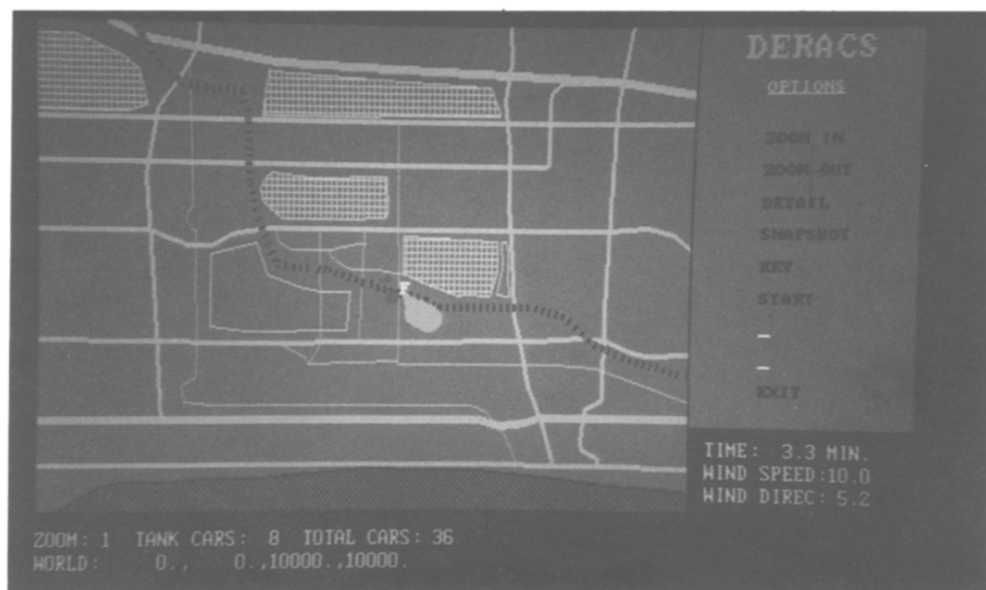 DERACS
OPTIONS
ZOOM IN
ZOOM OUT
DETAIL
SNAPSHOT
KEY
START
EXIT
TIME: 3.3 MIN.
WIND SPEED:10.0
WIND DIREC: 5.2
ZOOM: 1 TANK CARS: 8 TOTAL CARS: 36
WORLD: 0., 0.,10000.,10000.